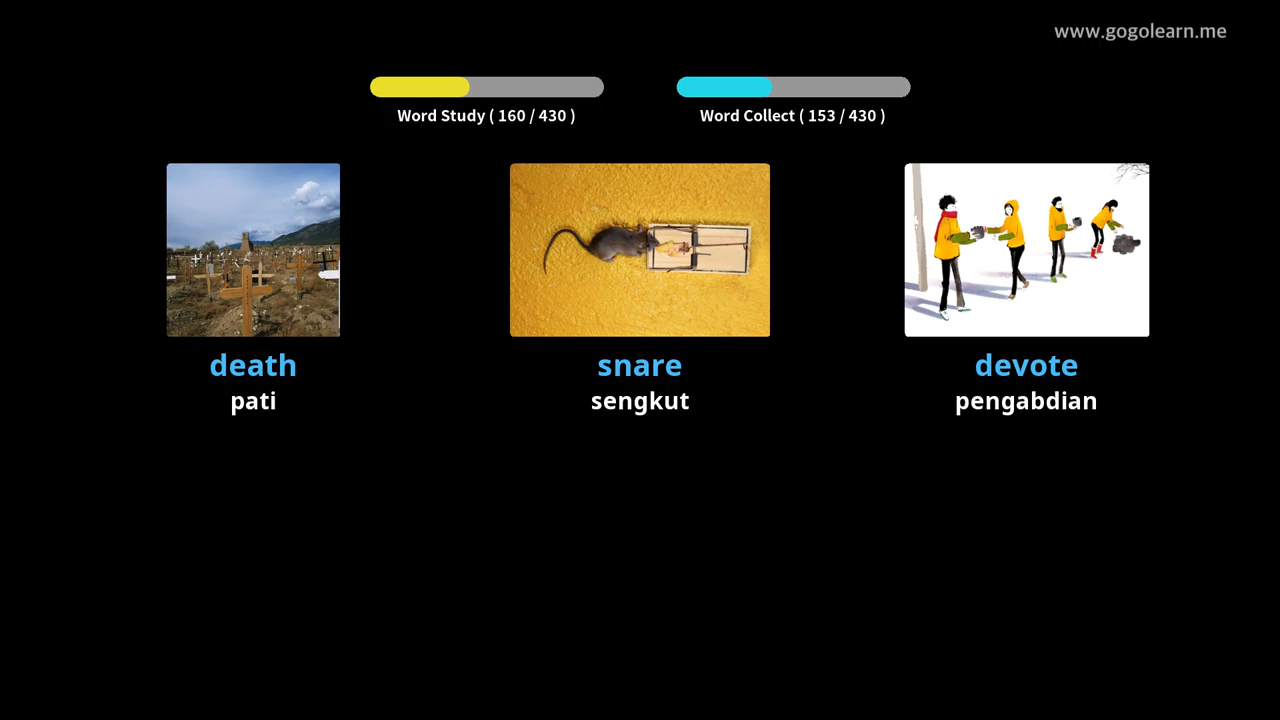 www.gogolearn.me
Word Study ( 160 / 430 )
Word Collect ( 153 / 430 )
death
pati
snare
sengkut
devote
pengabdian